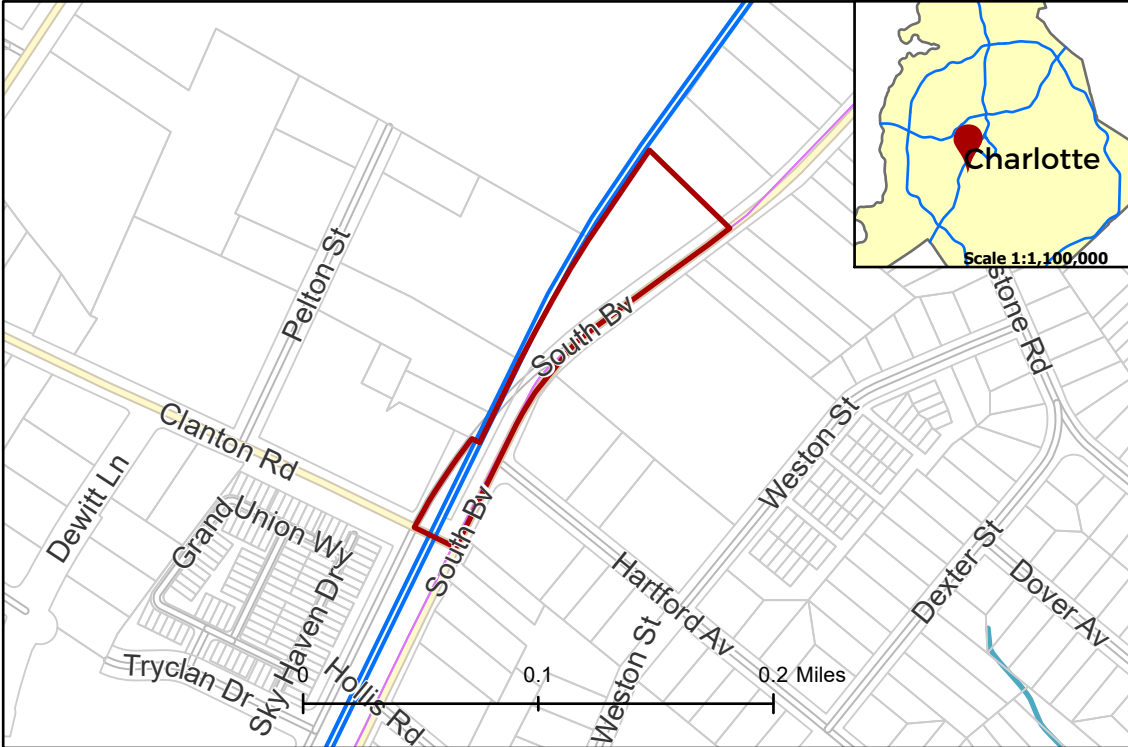 Charlotte
Scale 1:1,100,000
stone Rd
Pelton St
South Bv
Clanton Rd
Weston St
Dewitt Ln
Grand Union Wy
South Bv
Dexter St
Hartford Av
Dover Av
Sky Haven Dr
Tryclan Dr
Hollis Rd
Weston St
0 0.1 0.2 Miles